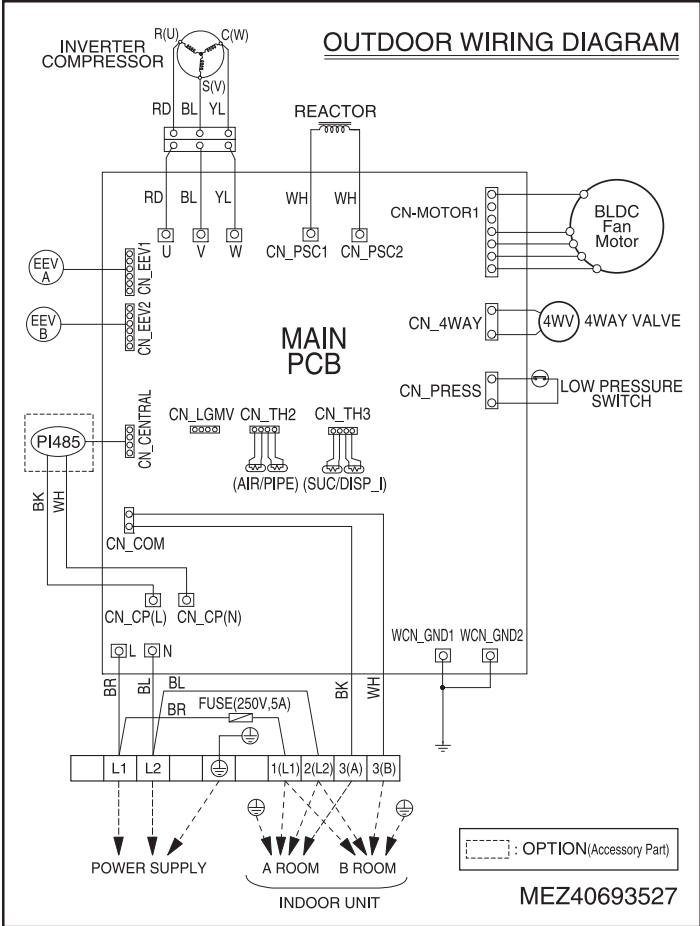 OUTDOOR WIRING DIAGRAM
INVERTER
COMPRESSOR
R(U)
C(W)
S(V)
RD BL YL
REACTOR
RD BL YL
WH WH
U V W
CN_PSC1 CN_PSC2
CN-MOTOR1
BLDC
Fan
Motor
EEV
A
CN_EEV1
EEV
B
CN_EEV2
MAIN
PCB
CN_4WAY
4WV
4WAY VALVE
CN_PRESS
LOW PRESSURE
SWITCH
PI485
CN_CENTRAL
CN_LGMV CN_TH2 CN_TH3
(AIR/PIPE) (SUC/DISP_I)
BK
WH
CN_COM
CN_CP(L) CN_CP(N)
L N
WCN_GND1 WCN_GND2
BR
BL
BL
BR
FUSE(250V,5A)
BK
WH
L1 L2 1(L1) 2(L2) 3(A) 3(B)
POWER SUPPLY
A ROOM B ROOM
INDOOR UNIT
: OPTION(Accessory Part)
MEZ40693527